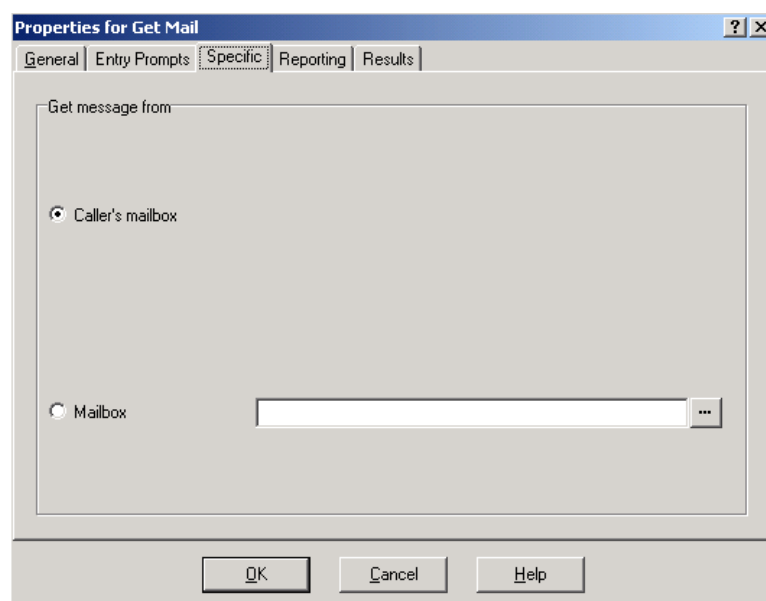 Properties for Get Mail
General Entry Prompts Specific Reporting Results
Get message from
Caller's mailbox
Mailbox ...
OK Cancel Help